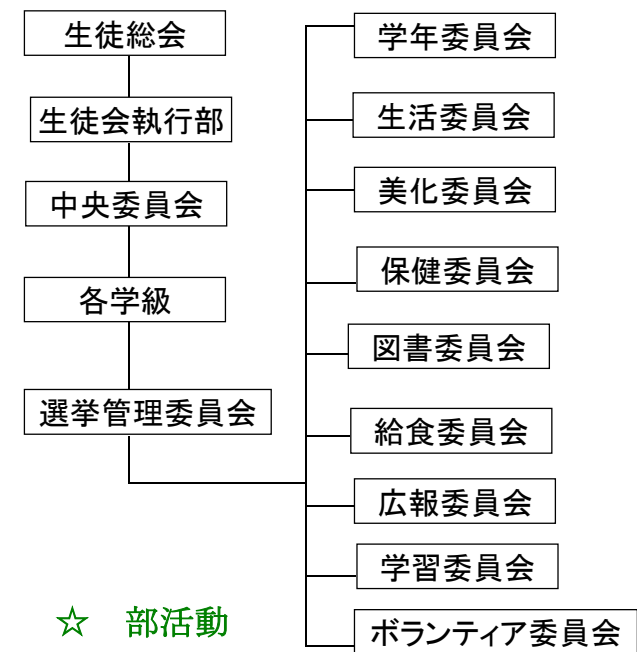 生徒総会
生徒会執行部
中央委員会
各学級
選挙管理委員会
学年委員会
生活委員会
美化委員会
保健委員会
図書委員会
給食委員会
広報委員会
学習委員会
ボランティア委員会
☆ 部活動